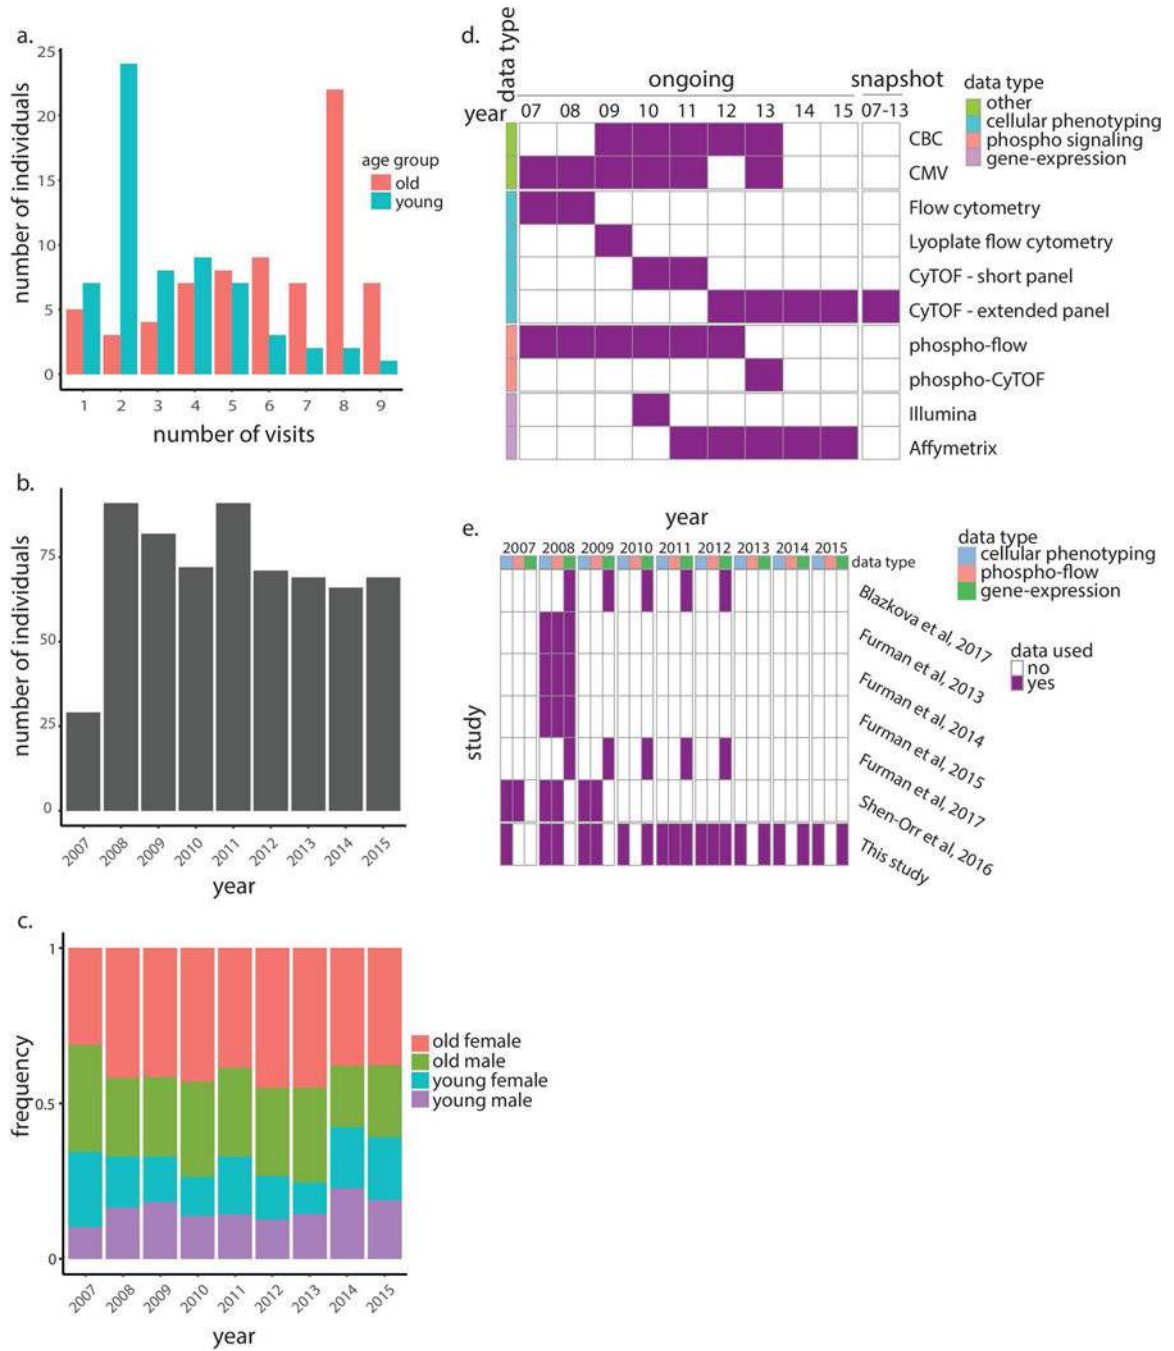 a.
number of individuals
25
20
15
10
5
0
age group
old
young
1 2 3 4 5 6 7 8 9
number of visits
b.
number of individuals
75
50
25
0
2007 2008 2009 2010 2011 2012 2013 2014 2015
year
c.
frequency
1
0.5
0
old female
old male
young female
young male
2007 2008 2009 2010 2011 2012 2013 2014 2015
year
d.
data type
ongoing snapshot
year 07 08 09 10 11 12 13 14 15 07-13
CBC
CMV
Flow cytometry
Lyoplate flow cytometry
CyTOF - short panel
CyTOF - extended panel
phospho-flow
phospho-CyTOF
Illumina
Affymetrix
data type
other
cellular phenotyping
phospho signaling
gene-expression
e.
year
2007 2008 2009 2010 2011 2012 2013 2014 2015
data type
study
Blazkova et al, 2017
Furman et al, 2013
Furman et al, 2014
Furman et al, 2015
Furman et al, 2017
Shen-Orr et al, 2016
This study
data type
cellular phenotyping
phospho-flow
gene-expression
data used
no
yes